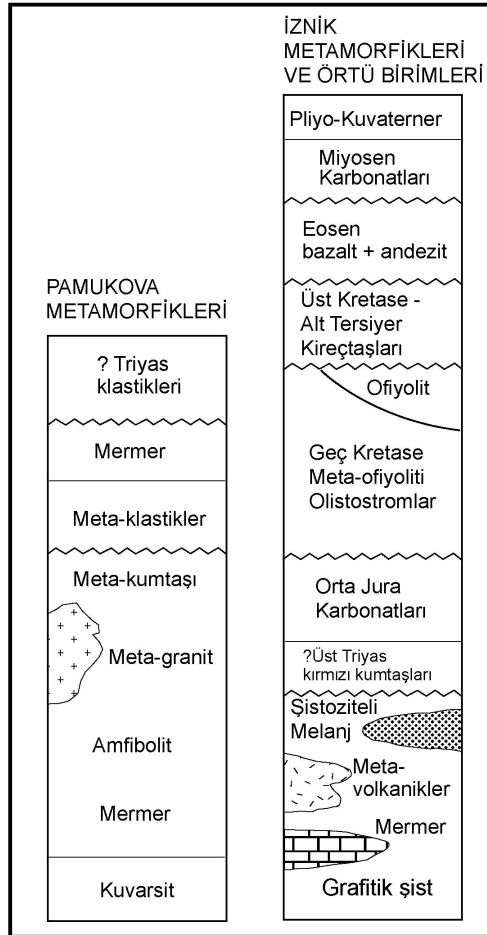 PAMUKOVA
METAMORFİKLERİ
? Triyas
klastikleri
Mermer
Meta-klastikler
Meta-kumtaşı
Meta-granit
Amfibolit
Mermer
Kuvarsit
İZNİK
METAMORFİKLERİ
VE ÖRTÜ BİRİMLERİ
Pliyo-Kuvaterner
Miyosen
Karbonatları
Eosen
bazalt + andezit
Üst Kretase -
Alt Tersiyer
Kireçtaşları
Ofiyolit
Geç Kretase
Meta-ofiyoliti
Olistostromlar
Orta Jura
Karbonatları
?Üst Triyas
kırmızı kumtaşları
Şistoziteli
Melanj
Meta-
volkanikler
Mermer
Grafitik şist